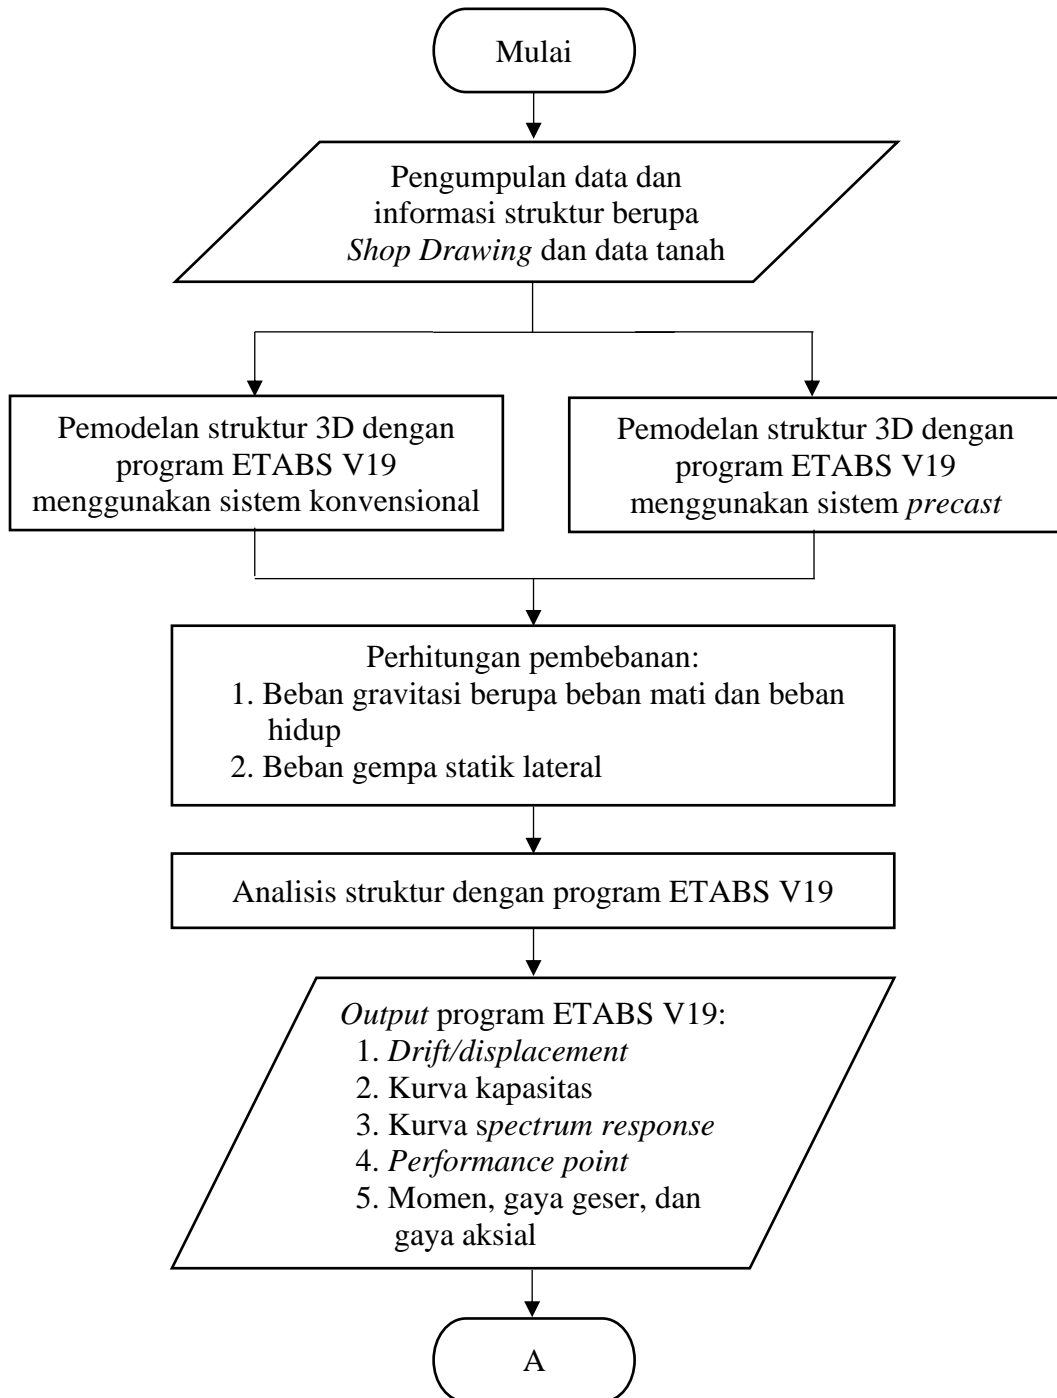 Mulai
Pengumpulan data dan
informasi struktur berupa
Shop Drawing dan data tanah
Pemodelan struktur 3D dengan
program ETABS V19
menggunakan sistem konvensional
Pemodelan struktur 3D dengan
program ETABS V19
menggunakan sistem precast
Perhitungan pembebanan:
1. Beban gravitasi berupa beban mati dan beban
hidup
2. Beban gempa statik lateral
Analisis struktur dengan program ETABS V19
Output program ETABS V19:
1. Drift/displacement
2. Kurva kapasitas
3. Kurva spectrum response
4. Performance point
5. Momen, gaya geser, dan
gaya aksial
A